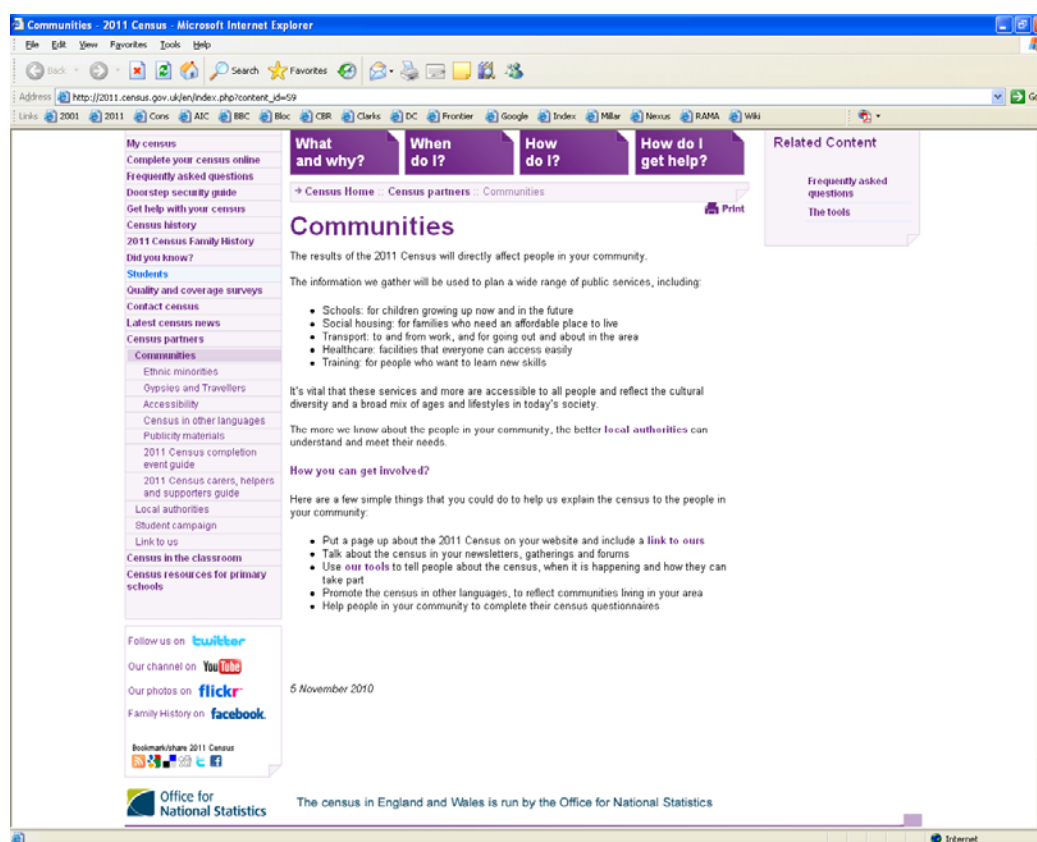 Communities - 2011 Census - Microsoft Internet Explorer
File Edit View Favorites Tools Help
Back Search Favorites
Address http://2011.census.gov.uk/en/index.php?content_id=59 Go
Links 2001 2011 Cons AIC BBC Bloc CBR Clarks DC Frontier Google Index Millar Nexus RAMA Wiki
My census
Complete your census online
Frequently asked questions
Doorstep security guide
Get help with your census
Census history
2011 Census Family History
Did you know?
Students
Quality and coverage surveys
Contact census
Latest census news
Census partners
Communities
Ethnic minorities
Gypsies and Travellers
Accessibility
Census in other languages
Publicity materials
2011 Census completion
event guide
2011 Census carers, helpers
and supporters guide
Local authorities
Student campaign
Link to us
Census in the classroom
Census resources for primary
schools
Follow us on twitter
Our channel on YouTube
Our photos on flickr
Family History on facebook.
Bookmark/share 2011 Census
What
and why?
When
do I?
How
do I?
How do I
get help?
Census Home :: Census partners :: Communities
Print
Communities
The results of the 2011 Census will directly affect people in your community.
The information we gather will be used to plan a wide range of public services, including:
• Schools: for children growing up now and in the future
• Social housing: for families who need an affordable place to live
• Transport: to and from work, and for going out and about in the area
• Healthcare: facilities that everyone can access easily
• Training: for people who want to learn new skills
It's vital that these services and more are accessible to all people and reflect the cultural
diversity and a broad mix of ages and lifestyles in today's society.
The more we know about the people in your community, the better local authorities can
understand and meet their needs.
How you can get involved?
Here are a few simple things that you could do to help us explain the census to the people in
your community:
• Put a page up about the 2011 Census on your website and include a link to ours
• Talk about the census in your newsletters, gatherings and forums
• Use our tools to tell people about the census, when it is happening and how they can
take part
• Promote the census in other languages, to reflect communities living in your area
• Help people in your community to complete their census questionnaires
5 November 2010
Related Content
Frequently asked
questions
The tools
Office for
National Statistics
The census in England and Wales is run by the Office for National Statistics
Internet